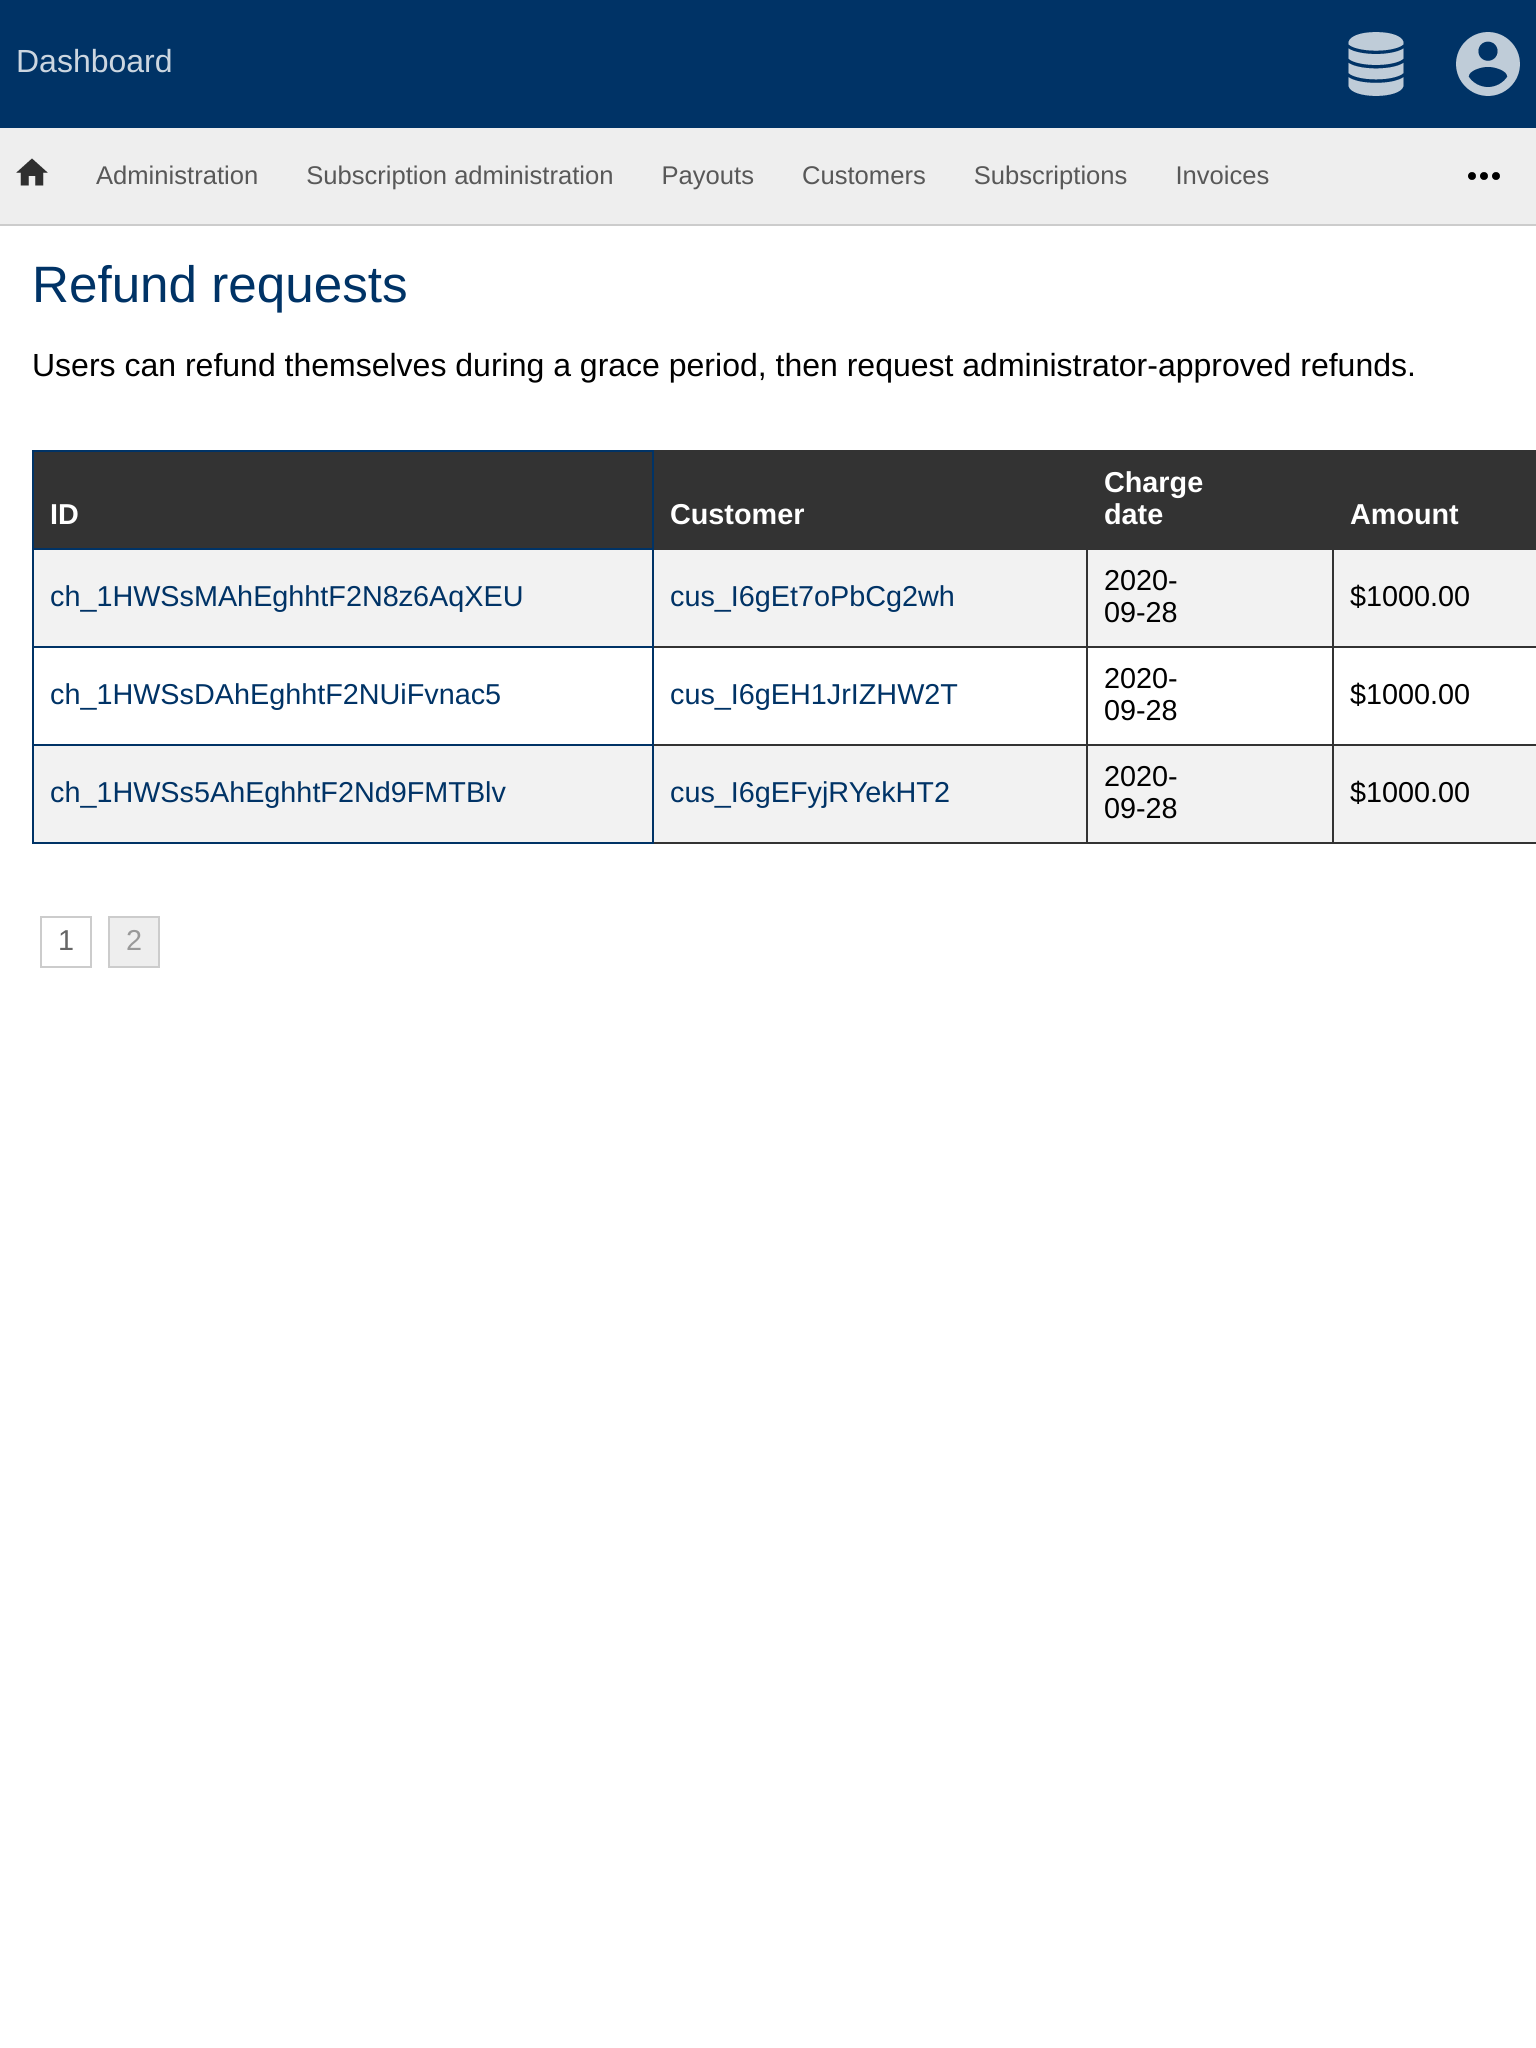 Dashboard
Administration Subscription administration Payouts Customers Subscriptions Invoices
Refund requests
Users can refund themselves during a grace period, then request administrator-approved refunds.
ID Customer Charge date Amount
ch_1HWSsMAhEghhtF2N8z6AqXEU cus_I6gEt7oPbCg2wh 2020-09-28 $1000.00
ch_1HWSsDAhEghhtF2NUiFvnac5 cus_I6gEH1JrIZHW2T 2020-09-28 $1000.00
ch_1HWSs5AhEghhtF2Nd9FMTBlv cus_I6gEFyjRYekHT2 2020-09-28 $1000.00
1 2